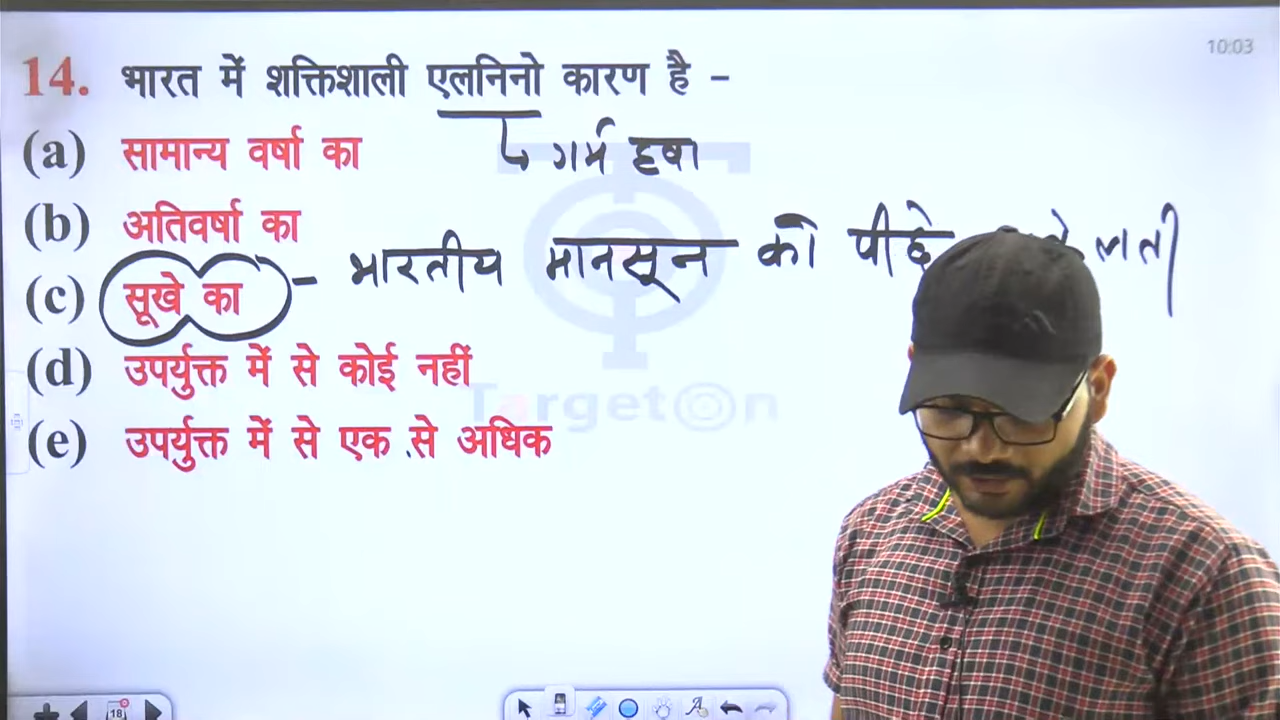 10:03
14. भारत में शक्तिशाली एलनिनो कारण है –
(a) सामान्य वर्षा का
↳ गर्म हवा
(b) अतिवर्षा का
(c) सूखे का – भारतीय मानसून को पीछे
(d) उपर्युक्त में से कोई नहीं
TargetOn
(e) उपर्युक्त में से एक से अधिक
18